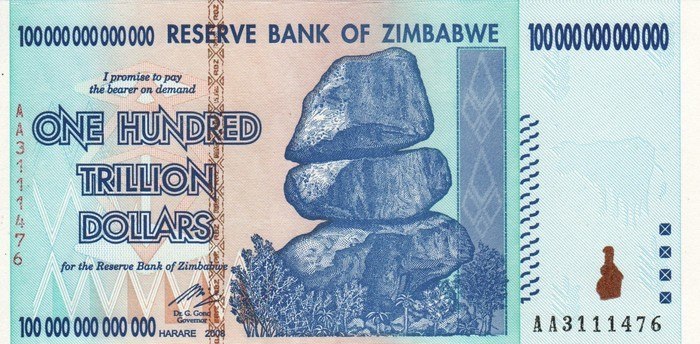 100 000 000 000 000 RESERVE BANK OF ZIMBABWE 100 000 000 000 000
I promise to pay
the bearer on demand
ONE HUNDRED
TRILLION
DOLLARS
for the Reserve Bank of Zimbabwe
AA3111476
Dr. G. Gono
Governor
100 000 000 000 000 HARARE 2008
AA3111476